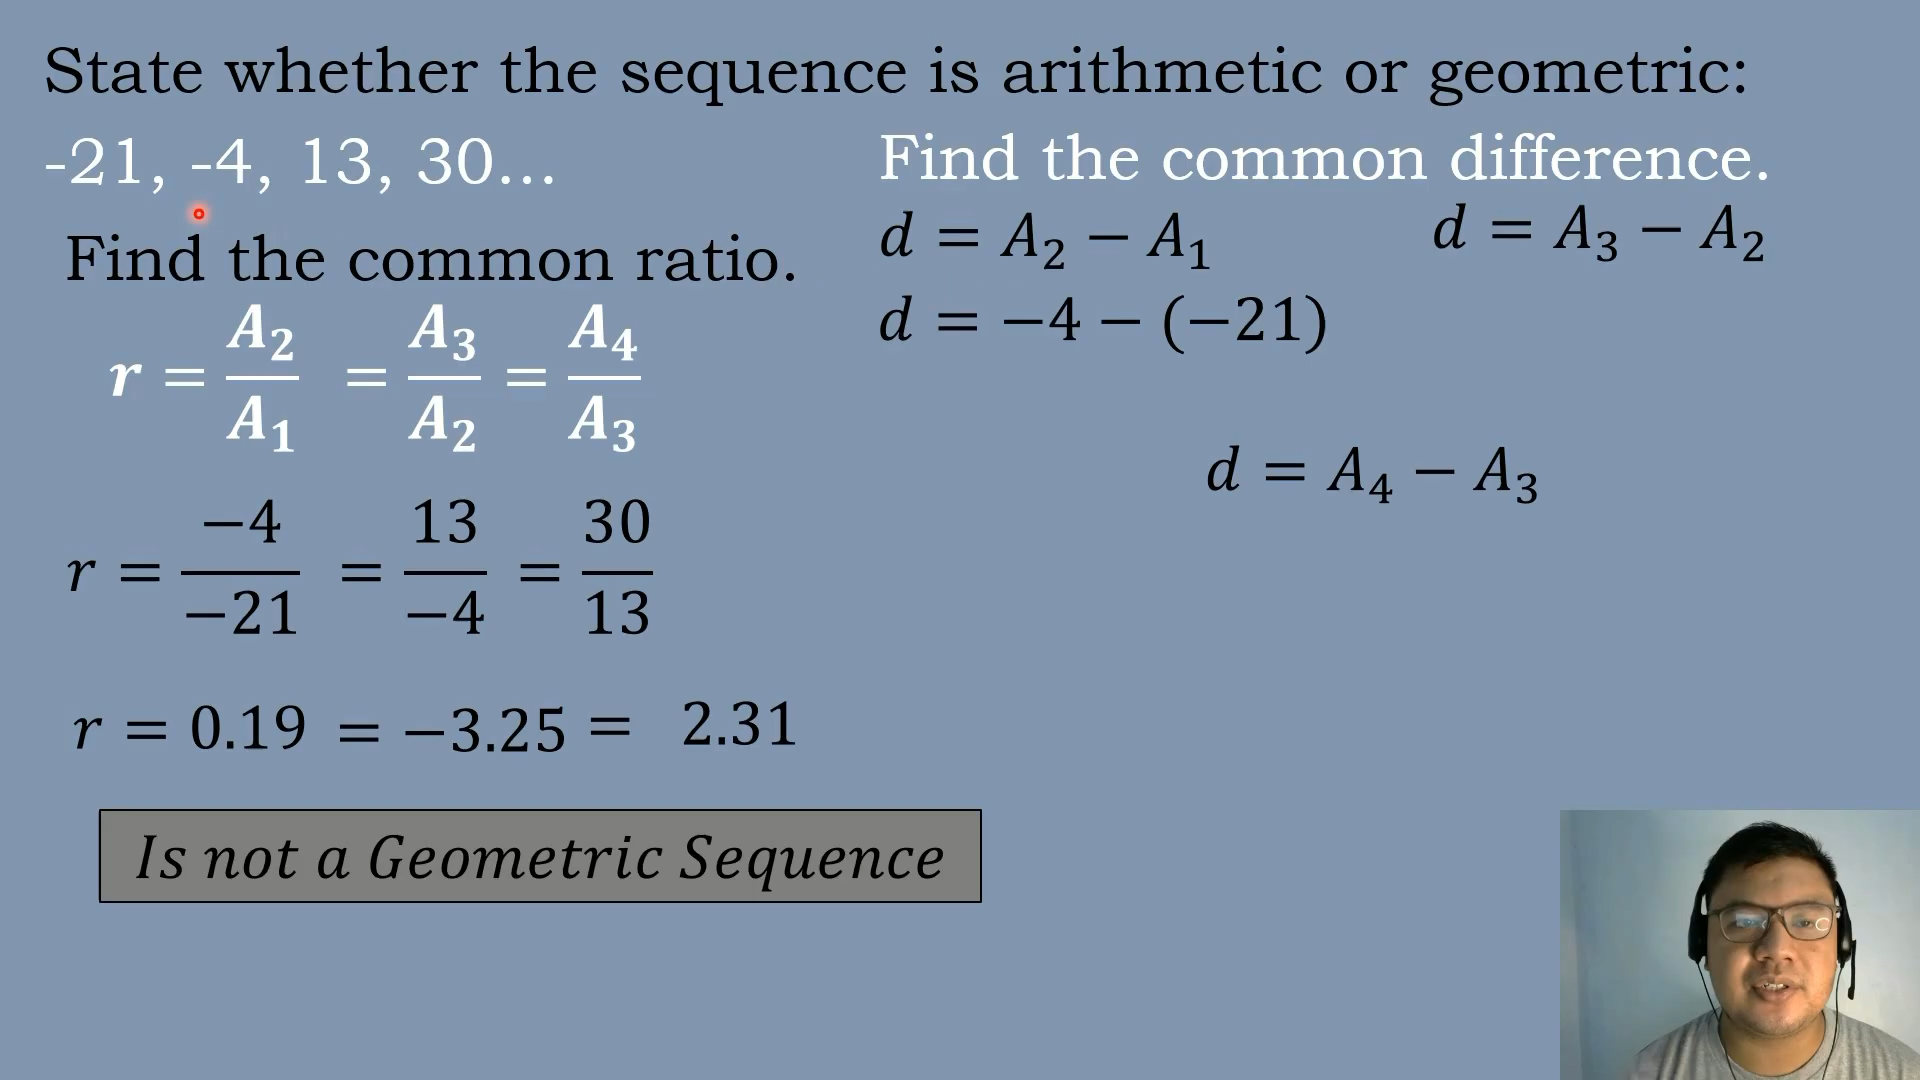 State whether the sequence is arithmetic or geometric:
-21, -4, 13, 30...
Find the common ratio.
r = A₂/A₁ = A₃/A₂ = A₄/A₃
r = −4/−21 = 13/−4 = 30/13
r = 0.19 = −3.25 = 2.31
Is not a Geometric Sequence
Find the common difference.
d = A₂ − A₁
d = −4 − (−21)
d = A₃ − A₂
d = A₄ − A₃